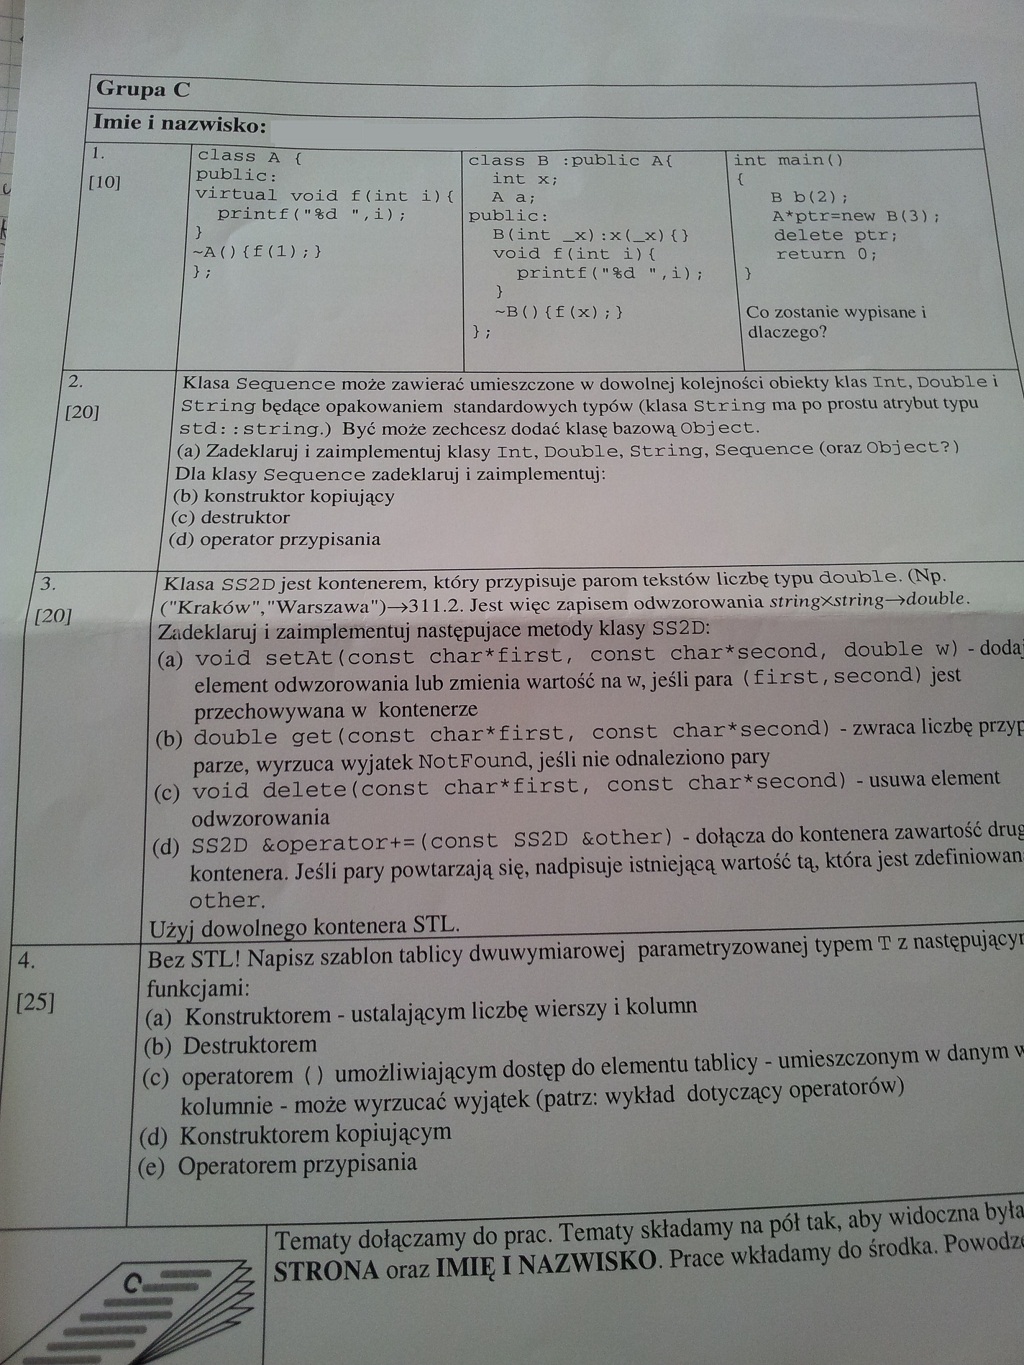 Grupa C
Imie i nazwisko:
1.
[10]
class A {
public:
virtual void f(int i){
printf("%d ",i);
}
~A(){f(1);}
};
class B :public A{
int x;
A a;
public:
B(int _x):x(_x){}
void f(int i){
printf("%d ",i);
}
~B(){f(x);}
};
int main()
{
B b(2);
A*ptr=new B(3);
delete ptr;
return 0;
}
Co zostanie wypisane i
dlaczego?
2.
[20]
Klasa Sequence może zawierać umieszczone w dowolnej kolejności obiekty klas Int, Double i
String będące opakowaniem standardowych typów (klasa String ma po prostu atrybut typu
std::string.) Być może zechcesz dodać klasę bazową Object.
(a) Zadeklaruj i zaimplementuj klasy Int, Double, String, Sequence (oraz Object?)
Dla klasy Sequence zadeklaruj i zaimplementuj:
(b) konstruktor kopiujący
(c) destruktor
(d) operator przypisania
3.
[20]
Klasa SS2D jest kontenerem, który przypisuje parom tekstów liczbę typu double. (Np.
("Kraków","Warszawa")→311.2. Jest więc zapisem odwzorowania string×string→double.
Zadeklaruj i zaimplementuj następujace metody klasy SS2D:
(a) void setAt(const char*first, const char*second, double w) - dodaj
element odwzorowania lub zmienia wartość na w, jeśli para (first,second) jest
przechowywana w kontenerze
(b) double get(const char*first, const char*second) - zwraca liczbę przyp
parze, wyrzuca wyjatek NotFound, jeśli nie odnaleziono pary
(c) void delete(const char*first, const char*second) - usuwa element
odwzorowania
(d) SS2D &operator+=(const SS2D &other) - dołącza do kontenera zawartość drug
kontenera. Jeśli pary powtarzają się, nadpisuje istniejącą wartość tą, która jest zdefiniowan
other.
Użyj dowolnego kontenera STL.
4.
[25]
Bez STL! Napisz szablon tablicy dwuwymiarowej parametryzowanej typem T z następujący
funkcjami:
(a) Konstruktorem - ustalającym liczbę wierszy i kolumn
(b) Destruktorem
(c) operatorem () umożliwiającym dostęp do elementu tablicy - umieszczonym w danym w
kolumnie - może wyrzucać wyjątek (patrz: wykład dotyczący operatorów)
(d) Konstruktorem kopiującym
(e) Operatorem przypisania
Tematy dołączamy do prac. Tematy składamy na pół tak, aby widoczna była
STRONA oraz IMIĘ I NAZWISKO. Prace wkładamy do środka. Powodze
C